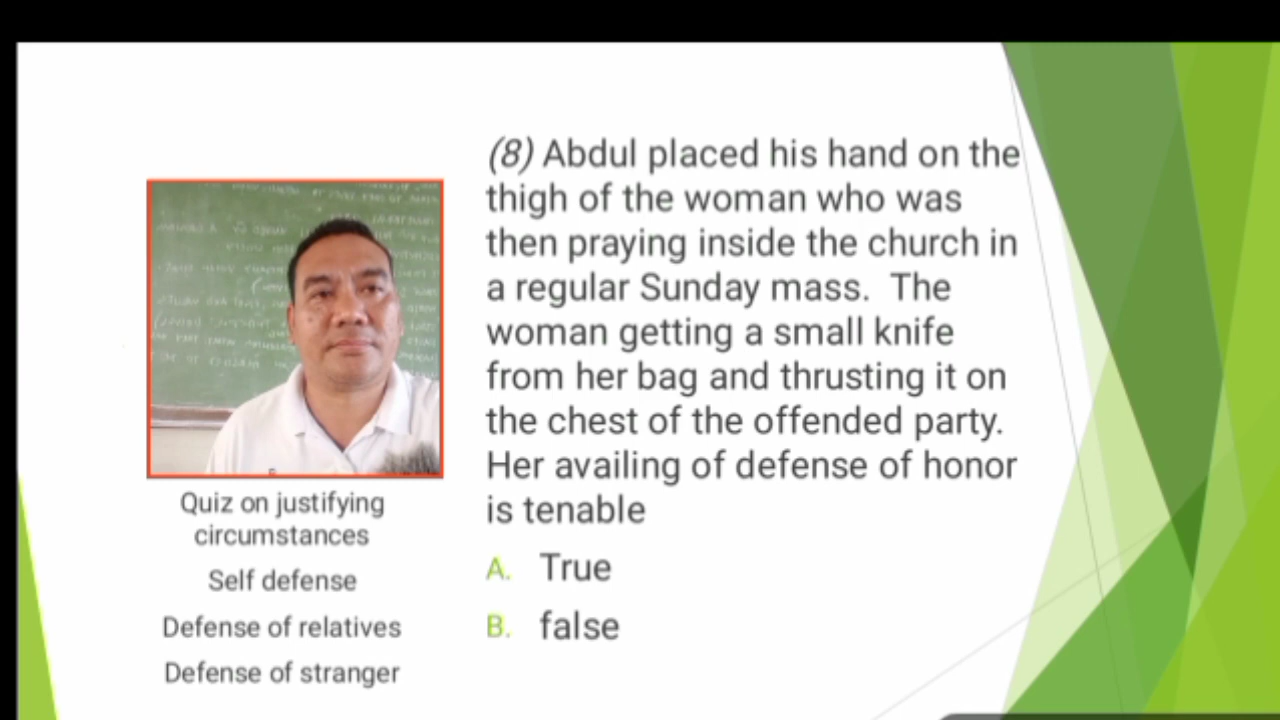 (8) Abdul placed his hand on the
thigh of the woman who was
then praying inside the church in
a regular Sunday mass. The
woman getting a small knife
from her bag and thrusting it on
the chest of the offended party.
Her availing of defense of honor
is tenable
A. True
B. false
Quiz on justifying
circumstances
Self defense
Defense of relatives
Defense of stranger